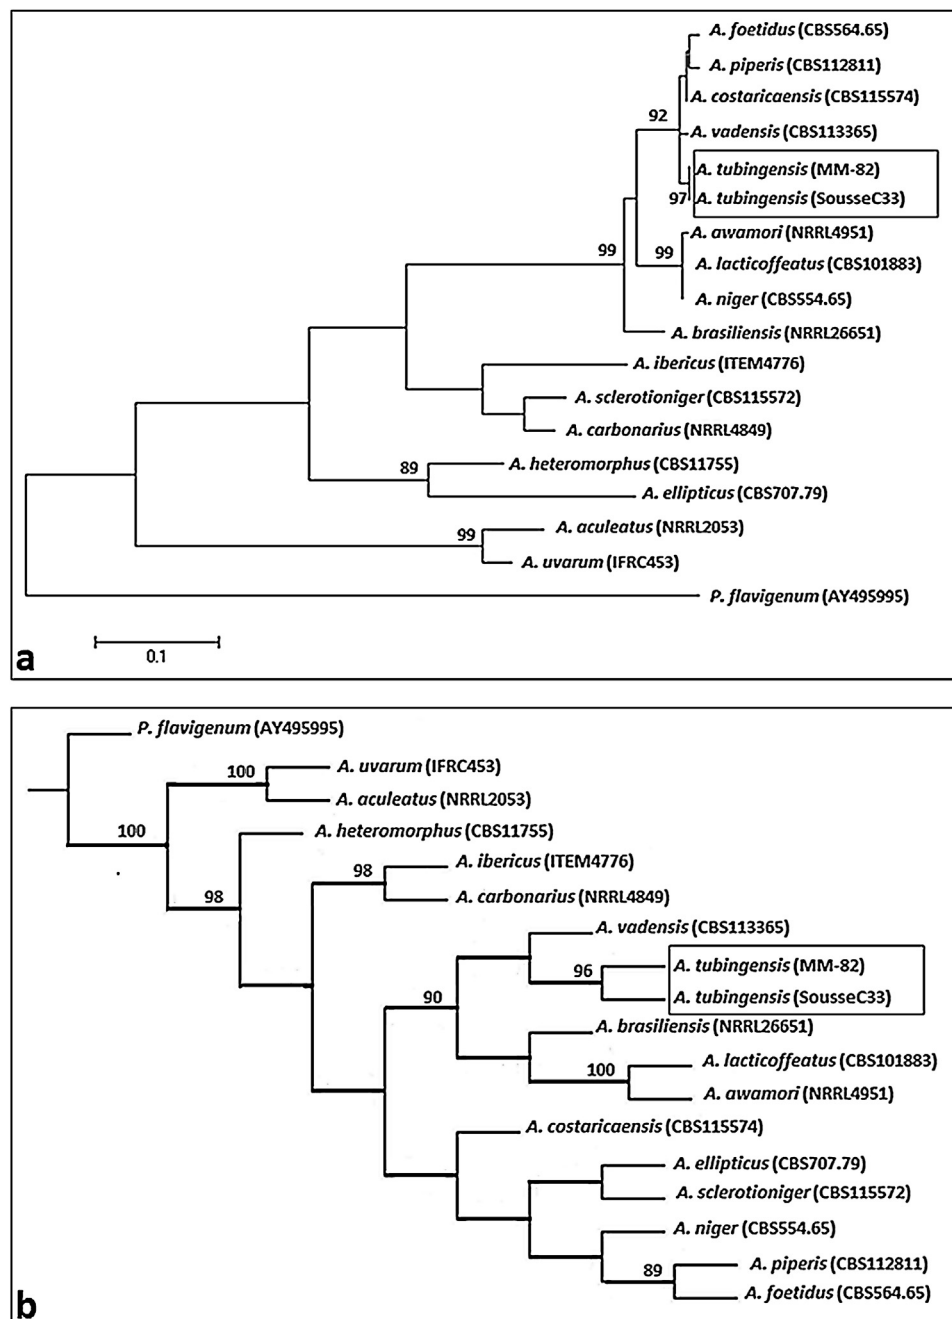 A. foetidus (CBS564.65)
A. piperis (CBS112811)
A. costaricaensis (CBS115574)
92
A. vadensis (CBS113365)
A. tubingensis (MM-82)
97
A. tubingensis (SousseC33)
A. awamori (NRRL4951)
99
99
A. lacticoffeatus (CBS101883)
A. niger (CBS554.65)
A. brasiliensis (NRRL26651)
A. ibericus (ITEM4776)
A. sclerotioniger (CBS115572)
A. carbonarius (NRRL4849)
89
A. heteromorphus (CBS11755)
A. ellipticus (CBS707.79)
A. aculeatus (NRRL2053)
99
A. uvarum (IFRC453)
P. flavigenum (AY495995)
0.1
a
P. flavigenum (AY495995)
100
A. uvarum (IFRC453)
A. aculeatus (NRRL2053)
100
A. heteromorphus (CBS11755)
98
A. ibericus (ITEM4776)
98
A. carbonarius (NRRL4849)
A. vadensis (CBS113365)
96
A. tubingensis (MM-82)
90
A. tubingensis (SousseC33)
A. brasiliensis (NRRL26651)
100
A. lacticoffeatus (CBS101883)
A. awamori (NRRL4951)
A. costaricaensis (CBS115574)
A. ellipticus (CBS707.79)
A. sclerotioniger (CBS115572)
A. niger (CBS554.65)
89
A. piperis (CBS112811)
A. foetidus (CBS564.65)
b